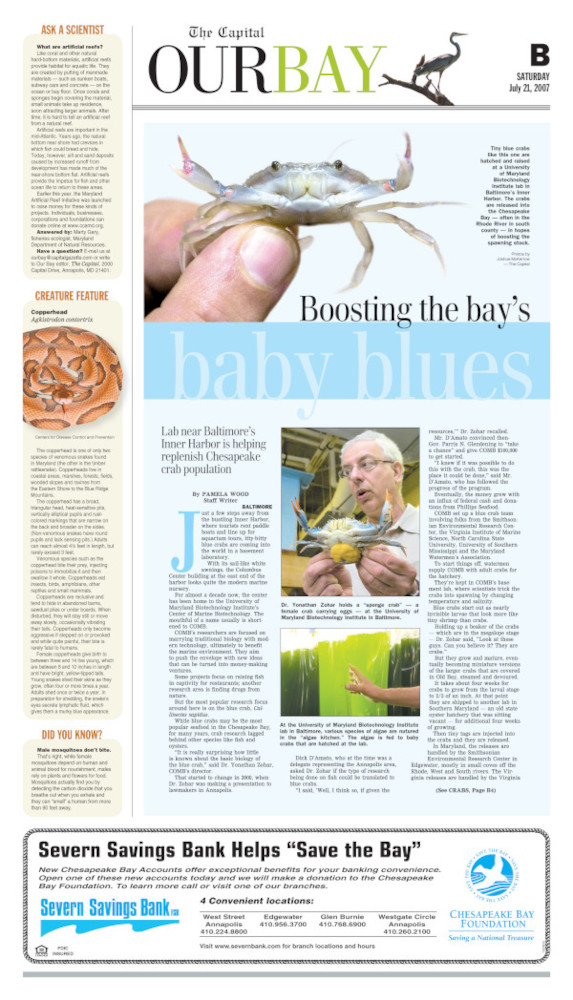 ASK A SCIENTIST
What are artificial reefs?
Like coral and other natural
hard-bottom materials, artificial reefs
provide habitat for aquatic life. They
are created by putting of manmade
materials — such as sunken boats,
subway cars and concrete — on the
ocean or bay floor. Once corals and
sponges begin covering the material,
small animals take up residence,
soon attracting larger animals. After
time, it is hard to tell an artificial reef
from a natural reef.
Artificial reefs are important in the
mid-Atlantic. Years ago, the natural
bottom near shore had crevices in
which fish could breed and hide.
Today, however, silt and sand deposits
caused by increased runoff from
development has made much of the
near-shore bottom flat. Artificial reefs
provide the impetus for fish and other
ocean life to return to these areas.
Earlier this year, the Maryland
Artificial Reef Initiative was launched
to raise money for these kinds of
projects. Individuals, businesses,
corporations and foundations can
donate online at www.ccamd.org.
Answered by: Marty Gary,
fisheries ecologist, Maryland
Department of Natural Resources.
Have a question? E-mail us at
ourbay@capitalgazette.com or write
to Our Bay editor, The Capital, 2000
Capital Drive, Annapolis, MD 21401.
CREATURE FEATURE
Copperhead
Agkistrodon contortrix
Centers for Disease Control and Prevention
The copperhead is one of only two
species of venomous snakes found
in Maryland (the other is the timber
rattlesnake). Copperheads live in
coastal areas, marshes, forests, fields,
wooded slopes and ravines from
the Eastern Shore to the Blue Ridge
Mountains.
The copperhead has a broad,
triangular head, heat-sensitive pits,
vertically elliptical pupils and rust-
colored markings that are narrow on
the back and broader on the sides.
(Non-venomous snakes have round
pupils and lack sensing pits.) Adults
can reach almost 4½ feet in length, but
rarely exceed 3 feet.
Venomous species such as the
copperhead bite their prey, injecting
poisons to immobilize it and then
swallow it whole. Copperheads eat
insects, birds, amphibians, other
reptiles and small mammals.
Copperheads are reclusive and
tend to hide in abandoned barns,
sawdust piles or under boards. When
disturbed, they will stay still or move
away slowly, occasionally vibrating
their tails. Copperheads only become
aggressive if stepped on or provoked
and while quite painful, their bite is
rarely fatal to humans.
Female copperheads give birth to
between three and 14 live young, which
are between 8 and 10 inches in length
and have bright, yellow-tipped tails.
Young snakes shed their skins as they
grow, often four or more times a year.
Adults shed once or twice a year. In
preparation for shedding, the snake's
eyes secrete lymphatic fluid, which
gives them a murky blue appearance.
DID YOU KNOW?
Male mosquitoes don't bite.
That's right, while female
mosquitoes depend on human and
animal blood for nourishment, males
rely on plants and flowers for food.
Mosquitoes actually find you by
detecting the carbon dioxide that you
breathe out when you exhale and
they can "smell" a human from more
than 60 feet away.
The Capital
OURBAY
B
SATURDAY
July 21, 2007
Tiny blue crabs
like this one are
hatched and raised
at a University
of Maryland
Biotechnology
Institute lab in
Baltimore's Inner
Harbor. The crabs
are released into
the Chesapeake
Bay — often in the
Rhode River in south
county — in hopes
of boosting the
spawning stock.
Photos by
Joshua McKerrow
— The Capital
Boosting the bay's
baby blues
Lab near Baltimore's
Inner Harbor is helping
replenish Chesapeake
crab population
By PAMELA WOOD
Staff Writer
BALTIMORE
Just a few steps away from
the bustling Inner Harbor,
where tourists rent paddle
boats and line up for
aquarium tours, itty-bitty
blue crabs are coming into
the world in a basement
laboratory.
With its sail-like white
awnings, the Columbus
Center building at the east end of the
harbor looks quite the modern marine
nursery.
For almost a decade now, the center
has been home to the University of
Maryland Biotechnology Institute's
Center of Marine Biotechnology. The
mouthful of a name usually is short-
ened to COMB.
COMB's researchers are focused on
marrying traditional biology with mod-
ern technology, ultimately to benefit
the marine environment. They aim
to push the envelope with new ideas
that can be turned into money-making
ventures.
Some projects focus on raising fish
in captivity for restaurants; another
research area is finding drugs from
nature.
But the most popular research focus
around here is on the blue crab, Cal-
linectes sapidus.
While blue crabs may be the most
popular seafood in the Chesapeake Bay,
for many years, crab research lagged
behind other species like fish and
oysters.
"It is really surprising how little
is known about the basic biology of
the blue crab," said Dr. Yonathan Zohar,
COMB's director.
That started to change in 2000, when
Dr. Zohar was making a presentation to
lawmakers in Annapolis.
Dr. Yonathan Zohar holds a "sponge crab" — a
female crab carrying eggs — at the University of
Maryland Biotechnology Institute in Baltimore.
At the University of Maryland Biotechnology Institute
lab in Baltimore, various species of algae are nutured
in the "algae kitchen." The algae is fed to baby
crabs that are hatched at the lab.
Dick D'Amato, who at the time was a
delegate representing the Annapolis area,
asked Dr. Zohar if the type of research
being done on fish could be translated to
blue crabs.
"I said, 'Well, I think so, if given the
resources,'" Dr. Zohar recalled.
Mr. D'Amato convinced then-
Gov. Parris N. Glendening to "take
a chance" and give COMB $100,000
to get started.
"I knew if it was possible to do
this with the crab, this was the
place it could be done," said Mr.
D'Amato, who has followed the
progress of the program.
Eventually, the money grew with
an influx of federal cash and dona-
tions from Phillips Seafood.
COMB set up a blue crab team
involving folks from the Smithson-
ian Environmental Research Cen-
ter, the Virginia Institute of Marine
Science, North Carolina State
University, University of Southern
Mississippi and the Maryland
Watermen's Association.
To start things off, watermen
supply COMB with adult crabs for
the hatchery.
They're kept in COMB's base-
ment lab, where scientists trick the
crabs into spawning by changing
temperature and salinity.
Blue crabs start out as nearly
invisible larvae that look more like
tiny shrimp than crabs.
Holding up a beaker of the crabs
— which are in the megalopae stage
— Dr. Zohar said, "Look at these
guys. Can you believe it? They are
crabs."
But they grow and mature, even-
tually becoming miniature versions
of the larger crabs that are covered
in Old Bay, steamed and devoured.
It takes about four weeks for
crabs to grow from the larval stage
to 2/3 of an inch. At that point
they are shipped to another lab in
Southern Maryland — an old state
oyster hatchery that was sitting
vacant — for additional four weeks
of growing.
Then tiny tags are injected into
the crabs and they are released.
In Maryland, the releases are
handled by the Smithsonian
Environmental Research Center in
Edgewater, mostly in small coves off the
Rhode, West and South rivers. The Vir-
ginia releases are handled by the Virginia
(See CRABS, Page B4)
Severn Savings Bank Helps "Save the Bay"
New Chesapeake Bay Accounts offer exceptional benefits for your banking convenience.
Open one of these new accounts today and we will make a donation to the Chesapeake
Bay Foundation. To learn more call or visit one of our branches.
Severn Savings Bank FSB
4 Convenient locations:
West Street
Annapolis
410.224.8800
Edgewater
410.956.3700
Glen Burnie
410.768.6900
Westgate Circle
Annapolis
410.260.2100
Visit www.severnbank.com for branch locations and hours
FDIC
INSURED
CHESAPEAKE BAY
FOUNDATION
Saving a National Treasure